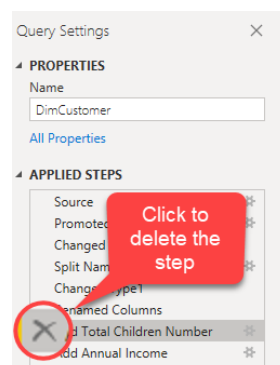 Query Settings
PROPERTIES
Name
DimCustomer
All Properties
APPLIED STEPS
Source
Promoted
Changed
Split Nam
Chang
Type1
Renamed Columns
d Total Children Number
Add Annual Income
Click to
delete the
step